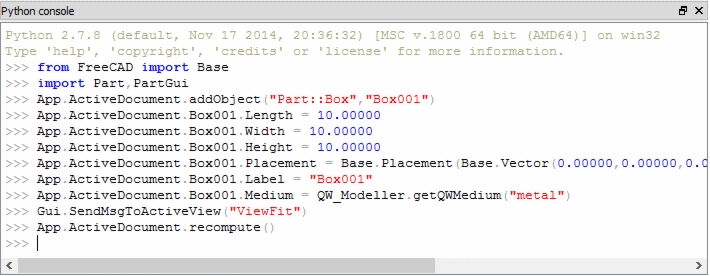 Python console
Python 2.7.8 (default, Nov 17 2014, 20:36:32) [MSC v.1800 64 bit (AMD64)] on win32
Type 'help', 'copyright', 'credits' or 'license' for more information.
>>> from FreeCAD import Base
>>> import Part,PartGui
>>> App.ActiveDocument.addObject("Part::Box","Box001")
>>> App.ActiveDocument.Box001.Length = 10.00000
>>> App.ActiveDocument.Box001.Width = 10.00000
>>> App.ActiveDocument.Box001.Height = 10.00000
>>> App.ActiveDocument.Box001.Placement = Base.Placement(Base.Vector(0.00000,0.00000,0.0
>>> App.ActiveDocument.Box001.Label = "Box001"
>>> App.ActiveDocument.Box001.Medium = QW_Modeller.getQWMedium("metal")
>>> Gui.SendMsgToActiveView("ViewFit")
>>> App.ActiveDocument.recompute()
>>>